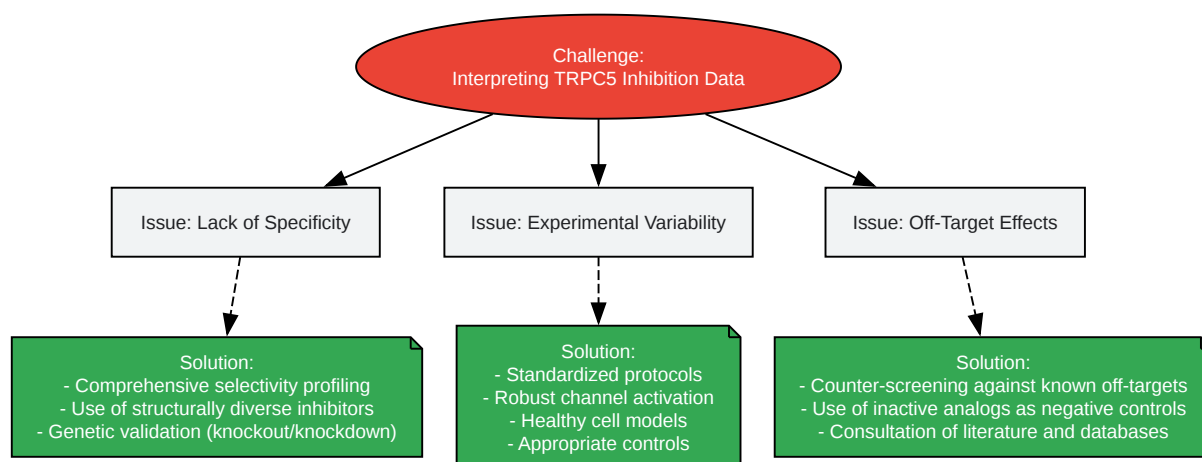 Challenge:
Interpreting TRPC5 Inhibition Data
Issue: Lack of Specificity
Issue: Experimental Variability
Issue: Off-Target Effects
Solution:
- Comprehensive selectivity profiling
- Use of structurally diverse inhibitors
- Genetic validation (knockout/knockdown)
Solution:
- Standardized protocols
- Robust channel activation
- Healthy cell models
- Appropriate controls
Solution:
- Counter-screening against known off-targets
- Use of inactive analogs as negative controls
- Consultation of literature and databases